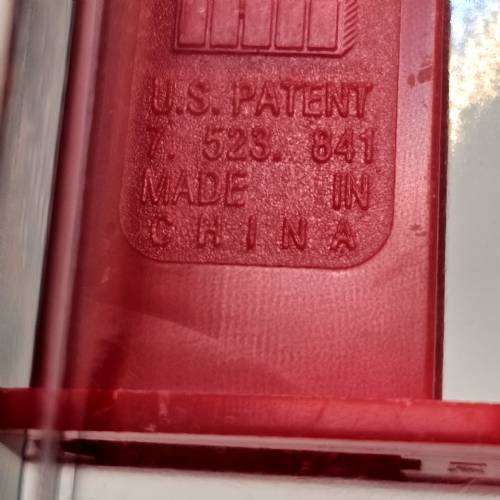 U.S. PATENT
7. 523. 841
MADE IN
CHINA